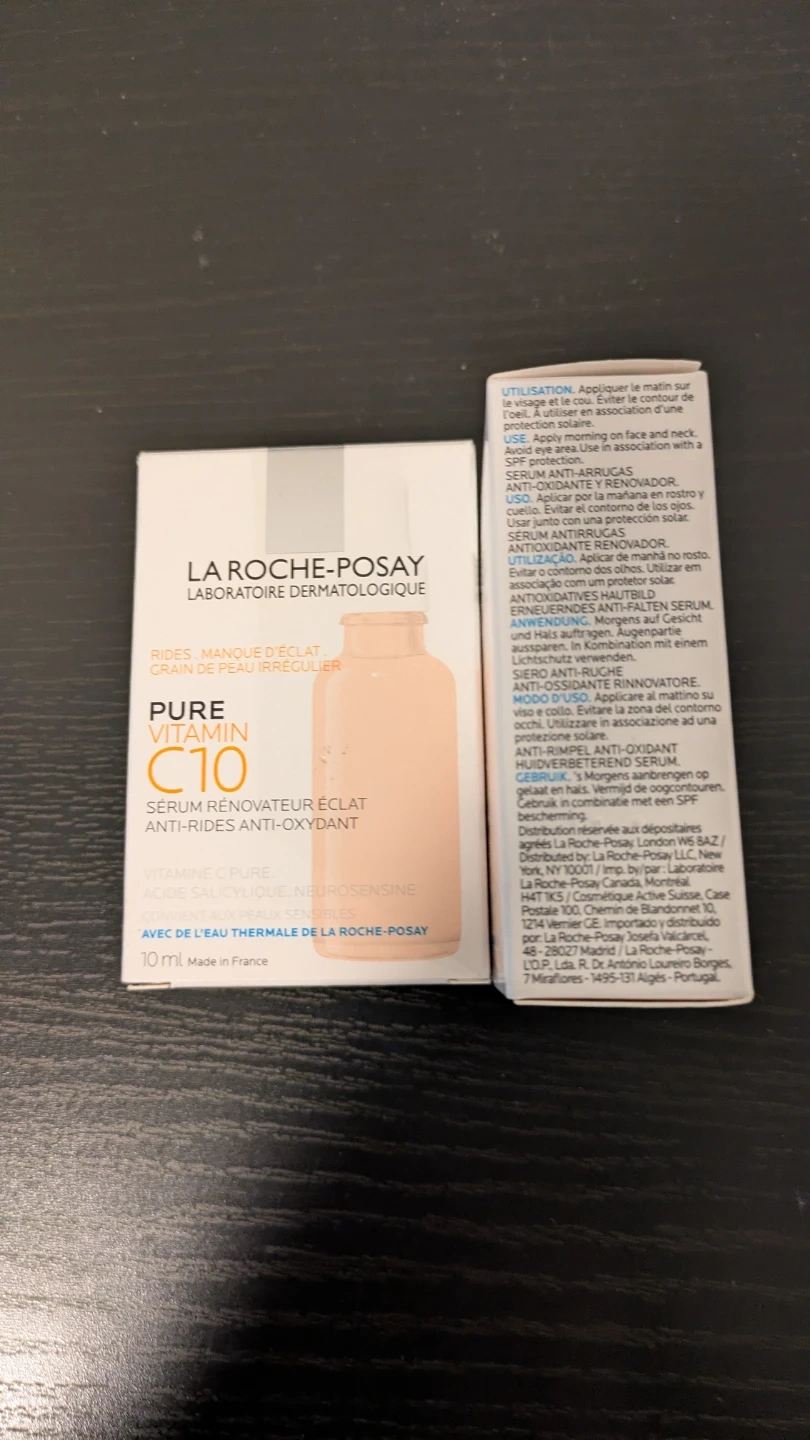 LA ROCHE-POSAY
LABORATOIRE DERMATOLOGIQUE
RIDES . MANQUE D'ÉCLAT .
GRAIN DE PEAU IRRÉGULIER
PURE
VITAMIN
C10
SÉRUM RÉNOVATEUR ÉCLAT
ANTI-RIDES ANTI-OXYDANT
VITAMINE C PURE.
ACIDE SALICYLIQUE, NEUROSENSINE
CONVIENT AUX PEAUX SENSIBLES
AVEC DE L'EAU THERMALE DE LA ROCHE-POSAY
10 ml Made in France
UTILISATION. Appliquer le matin sur
le visage et le cou. Éviter le contour de
l'oeil. À utiliser en association d'une
protection solaire.
USE. Apply morning on face and neck.
Avoid eye area. Use in association with a
SPF protection.
SERUM ANTI-ARRUGAS
ANTI-OXIDANTE Y RENOVADOR.
USO. Aplicar por la mañana en rostro y
cuello. Evitar el contorno de los ojos.
Usar junto con una protección solar.
SÉRUM ANTIRRUGAS
ANTIOXIDANTE RENOVADOR.
UTILIZAÇÃO. Aplicar de manhã no rosto.
Evitar o contorno dos olhos. Utilizar em
associação com um protetor solar.
ANTIOXIDATIVES HAUTBILD
ERNEUERNDES ANTI-FALTEN SERUM.
ANWENDUNG. Morgens auf Gesicht
und Hals auftragen. Augenpartie
aussparen. In Kombination mit einem
Lichtschutz verwenden.
SIERO ANTI-RUGHE
ANTI-OSSIDANTE RINNOVATORE.
MODO D'USO. Applicare al mattino su
viso e collo. Evitare la zona del contorno
occhi. Utilizzare in associazione ad una
protezione solare.
ANTI-RIMPEL ANTI-OXIDANT
HUIDVERBETEREND SERUM.
GEBRUIK. 's Morgens aanbrengen op
gelaat en hals. Vermijd de oogcontouren.
Gebruik in combinatie met een SPF
bescherming.
Distribution réservée aux dépositaires
agréés La Roche-Posay, London W6 8AZ /
Distributed by: La Roche-Posay LLC, New
York, NY 10001 / Imp. by/par : Laboratoire
La Roche-Posay Canada, Montréal
H4T 1K5 / Cosmétique Active Suisse, Case
Postale 100, Chemin de Blandonnet 10,
1214 Vernier GE. Importado y distribuido
por: La Roche-Posay Josefa Valcárcel,
48 - 28027 Madrid / La Roche-Posay -
L'O.P., Lda. R. Dr. António Loureiro Borges,
7 Miraflores - 1495-131 Algés - Portugal.